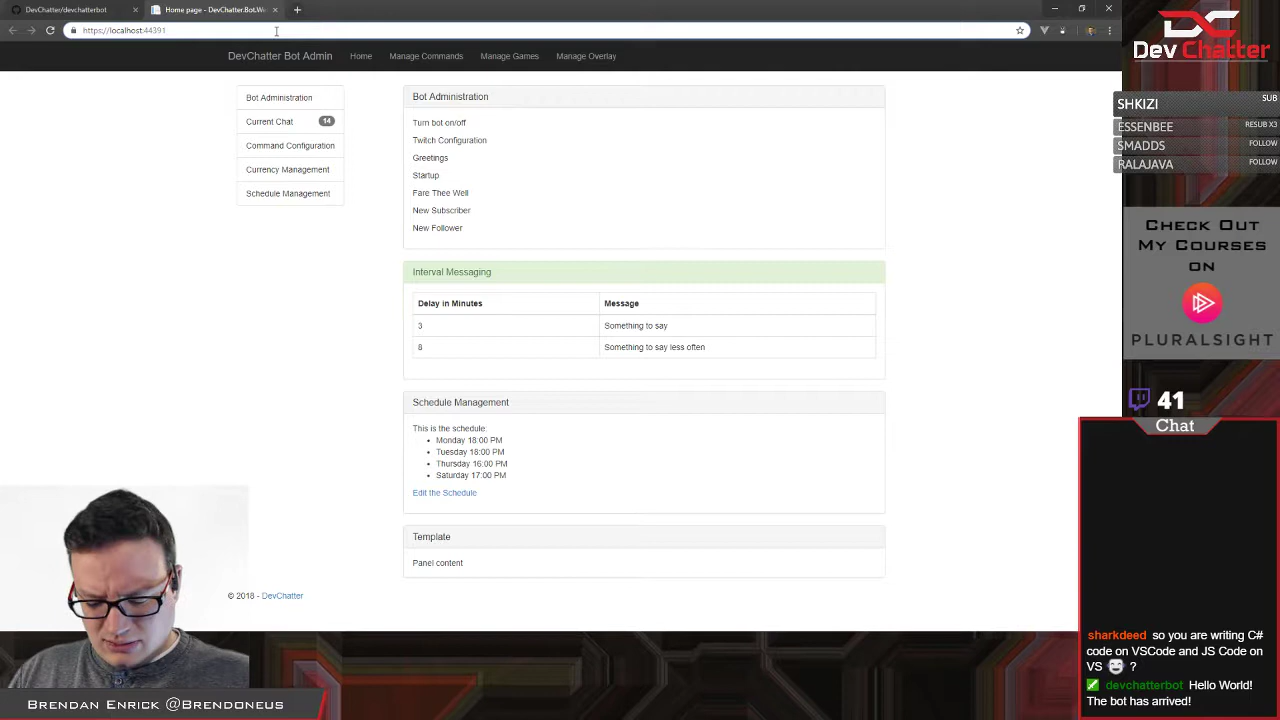 DevChatter/devchatterbot
Home page - DevChatter.Bot.We
https://localhost:44391
DevChatter Bot Admin
Home
Manage Commands
Manage Games
Manage Overlay
Bot Administration
Current Chat 14
Command Configuration
Currency Management
Schedule Management
Bot Administration
Turn bot on/off
Twitch Configuration
Greetings
Startup
Fare Thee Well
New Subscriber
New Follower
Interval Messaging
Delay in Minutes Message
3 Something to say
8 Something to say less often
Schedule Management
This is the schedule.
Monday 18:00 PM
Tuesday 18:00 PM
Thursday 16:00 PM
Saturday 17:00 PM
Edit the Schedule
Template
Panel content
© 2018 - DevChatter
Dev Chatter
SHKIZI SUB
ESSENBEE RESUB X3
SMADDS FOLLOW
RALAJAVA FOLLOW
Check Out
My Courses
on
PLURALSIGHT
41
Chat
sharkdeed so you are writing C#
code on VSCode and JS Code on
VS ?
devchatterbot Hello World!
The bot has arrived!
Brendan Enrick @Brendoneus